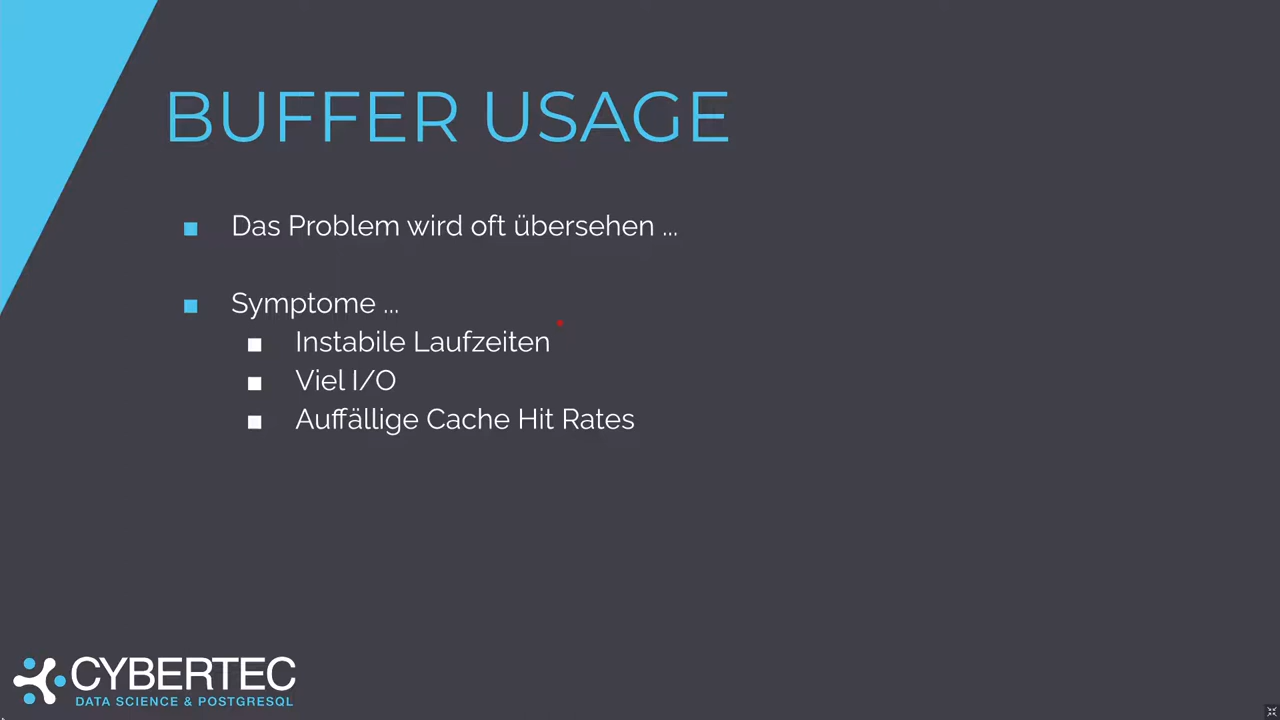 BUFFER USAGE
Das Problem wird oft übersehen ...
Symptome ...
Instabile Laufzeiten
Viel I/O
Auffällige Cache Hit Rates
CYBERTEC
DATA SCIENCE & POSTGRESQL